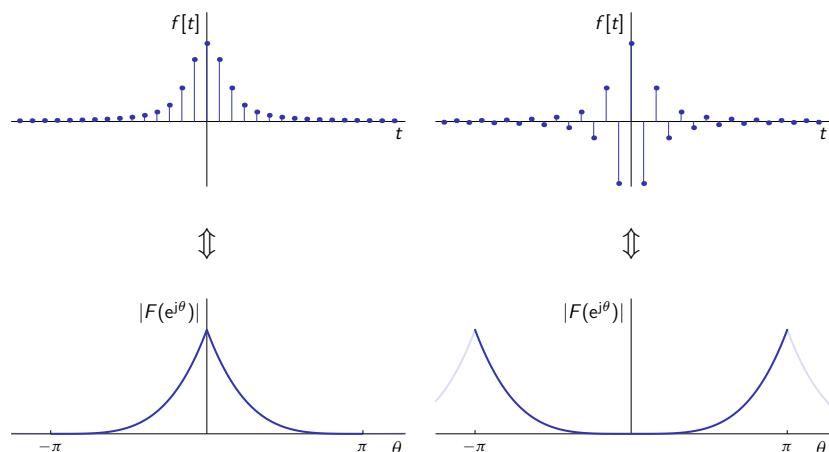 f[t] f[t]
t t
⇕ ⇕
|F(e^{jθ})| |F(e^{jθ})|
−π π θ −π π θ